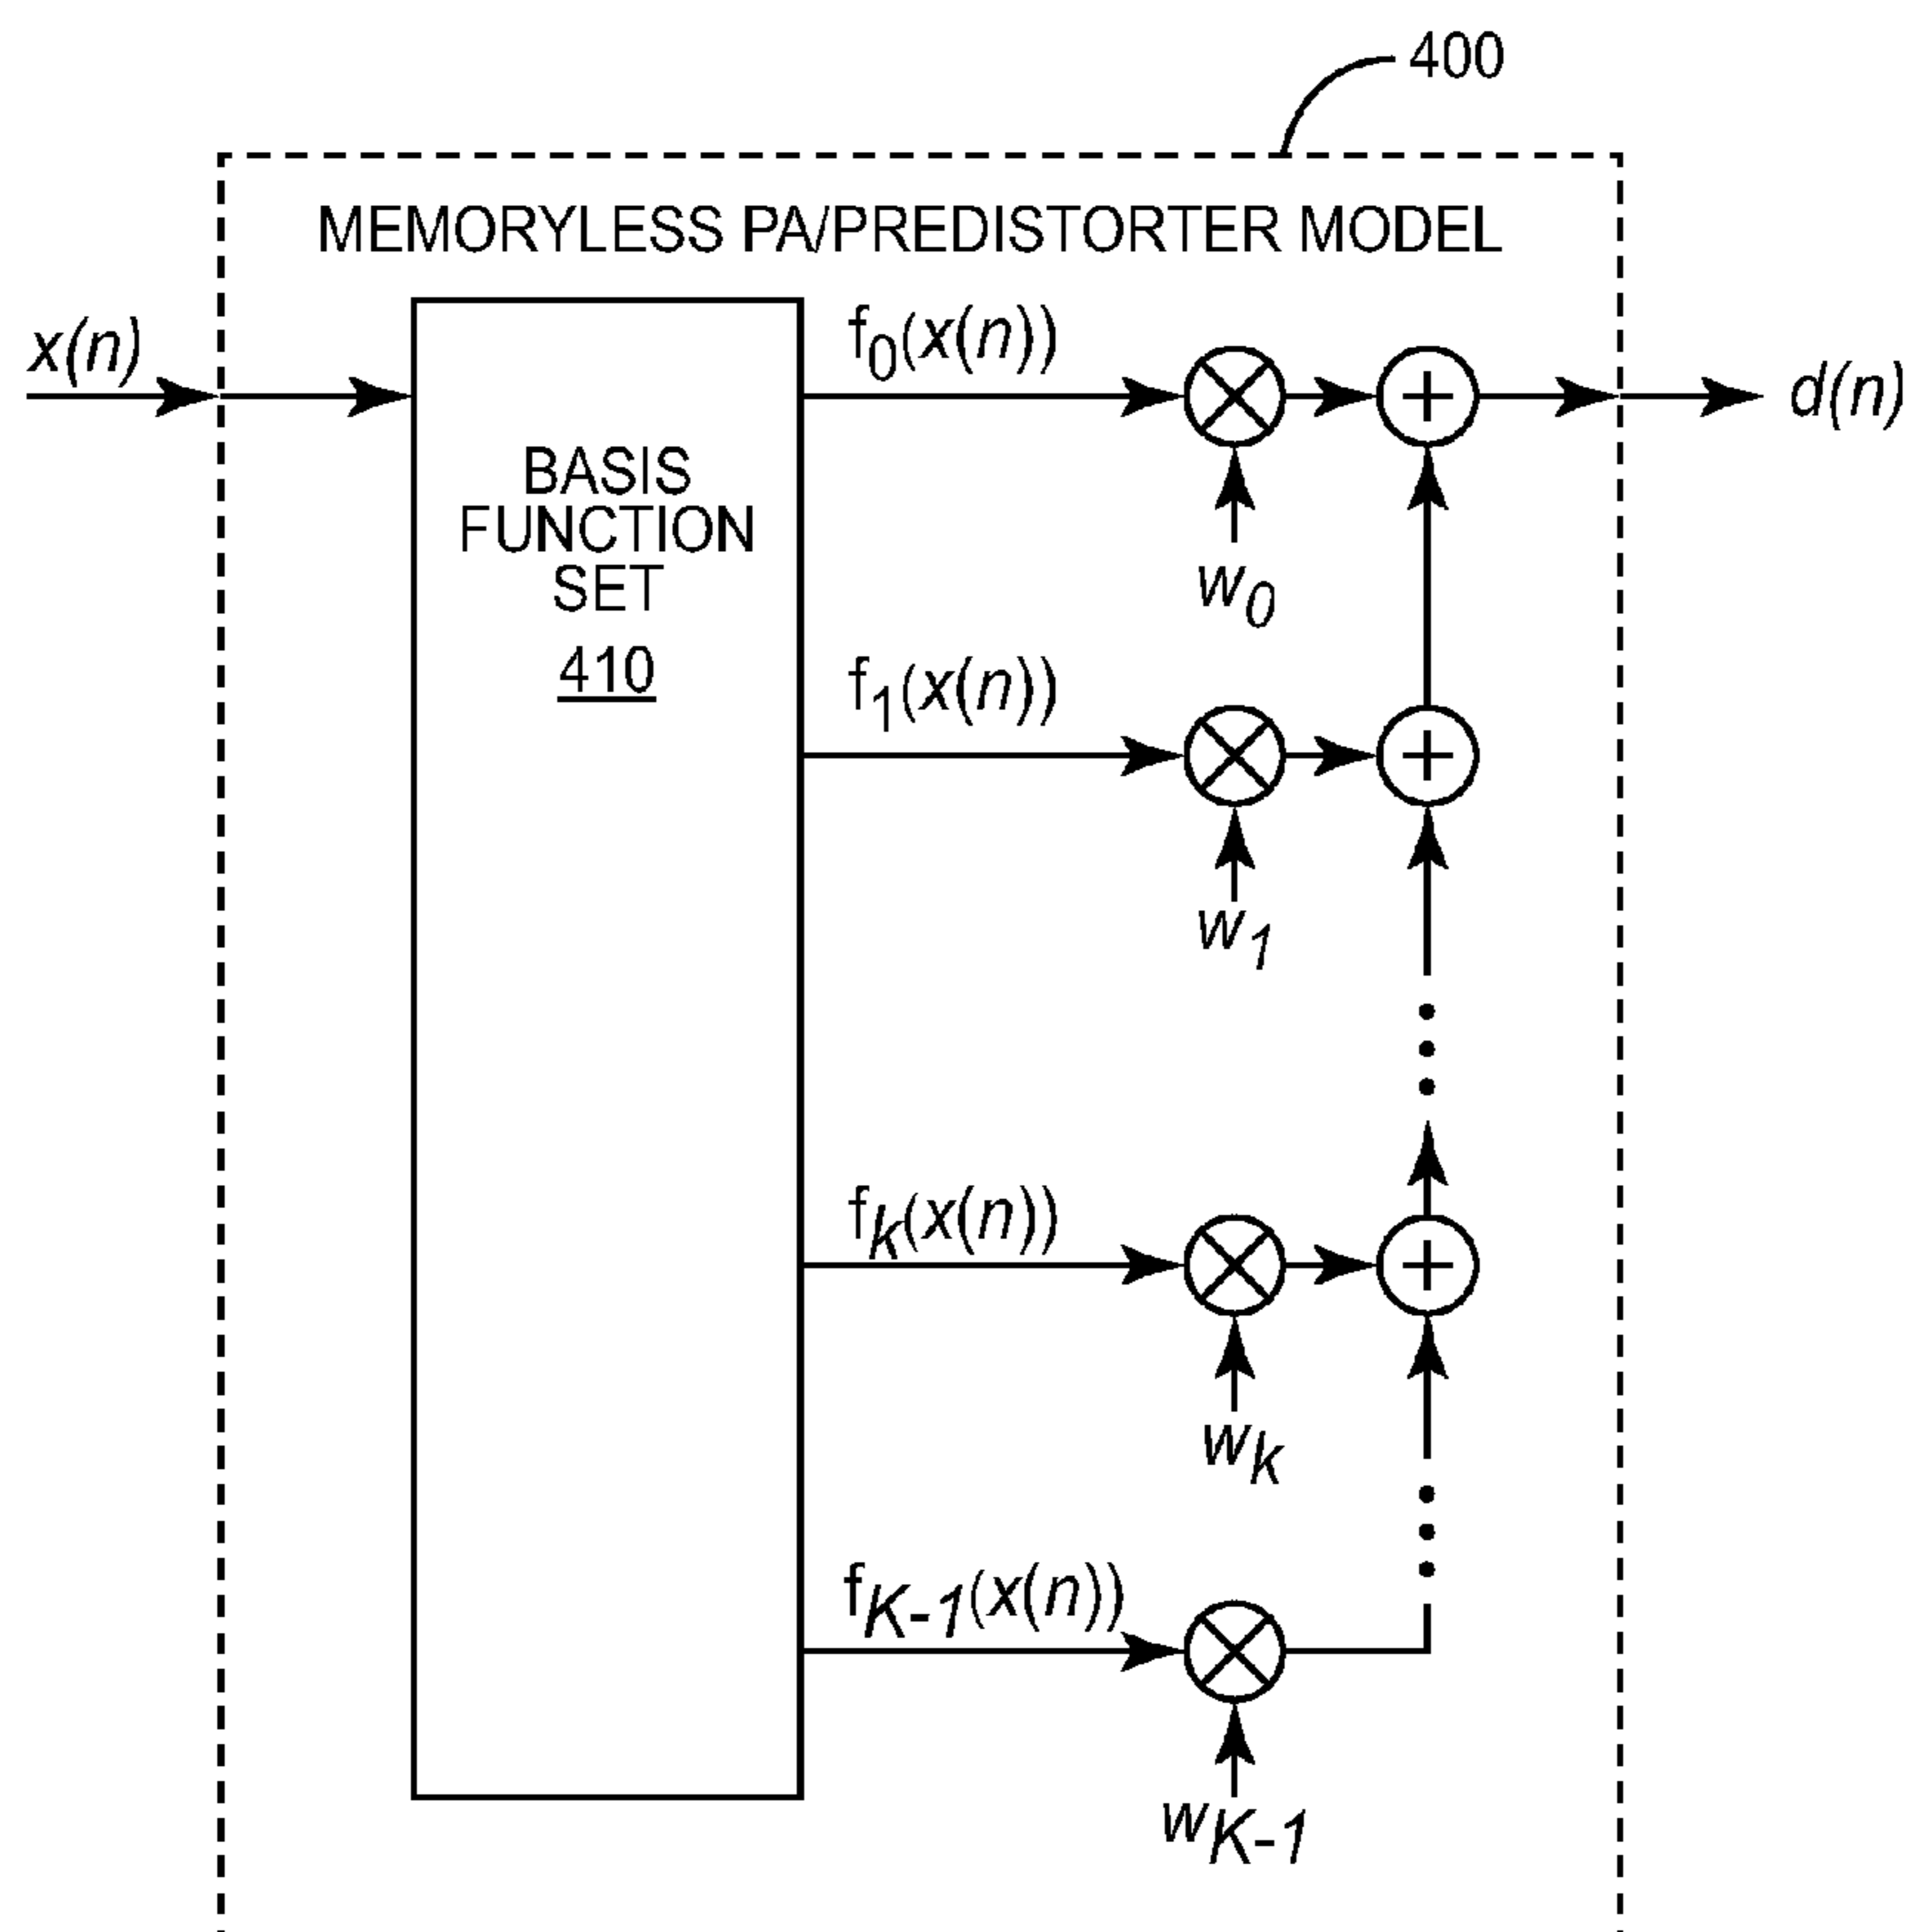 400
MEMORYLESS PA/PREDISTORTER MODEL
x(n)
f0(x(n))
d(n)
BASIS
FUNCTION
SET
410
w0
f1(x(n))
w1
fk(x(n))
wk
fK-1(x(n))
wK-1